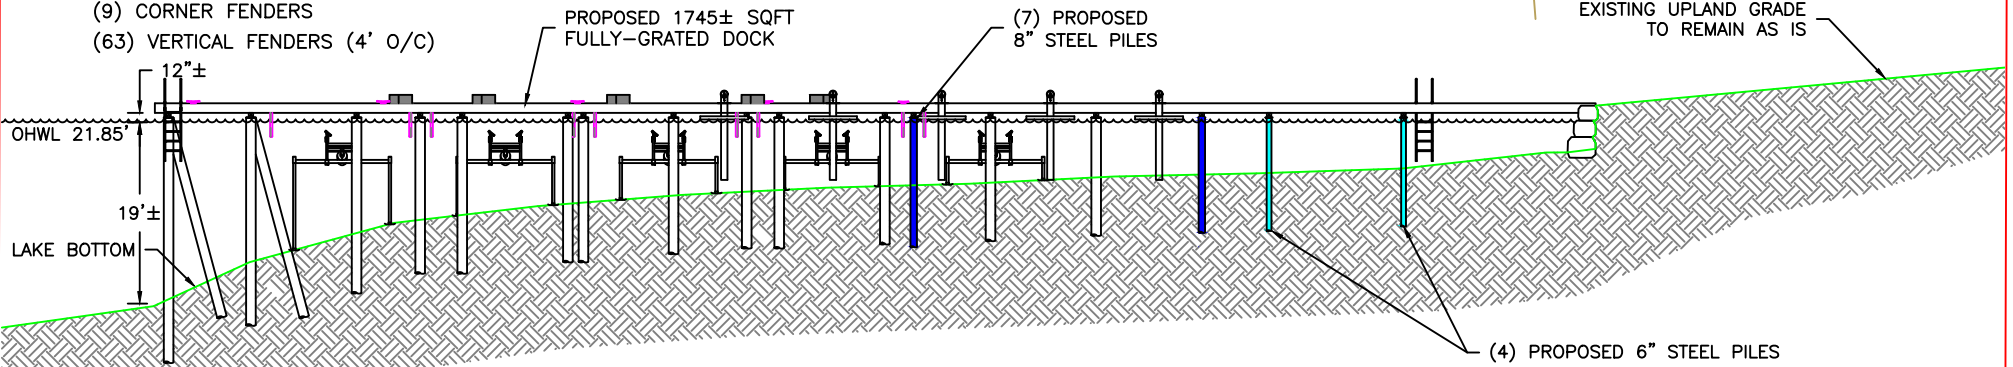 (9) CORNER FENDERS
(63) VERTICAL FENDERS (4' O/C)
12"±
PROPOSED 1745± SQFT
FULLY-GRATED DOCK
(7) PROPOSED
8" STEEL PILES
EXISTING UPLAND GRADE
TO REMAIN AS IS
OHWL 21.85'
19'±
LAKE BOTTOM
(4) PROPOSED 6" STEEL PILES